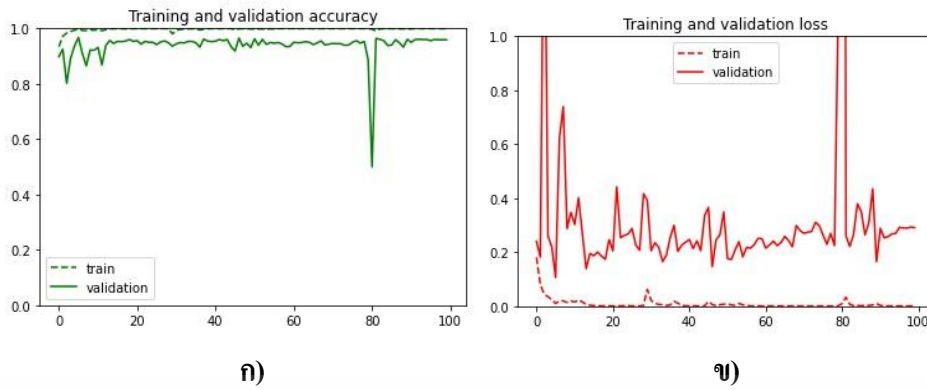 Training and validation accuracy
1.0
0.8
0.6
0.4
0.2
0.0
train
validation
0 20 40 60 80 100
ก)
Training and validation loss
1.0
0.8
0.6
0.4
0.2
0.0
train
validation
0 20 40 60 80 100
ข)